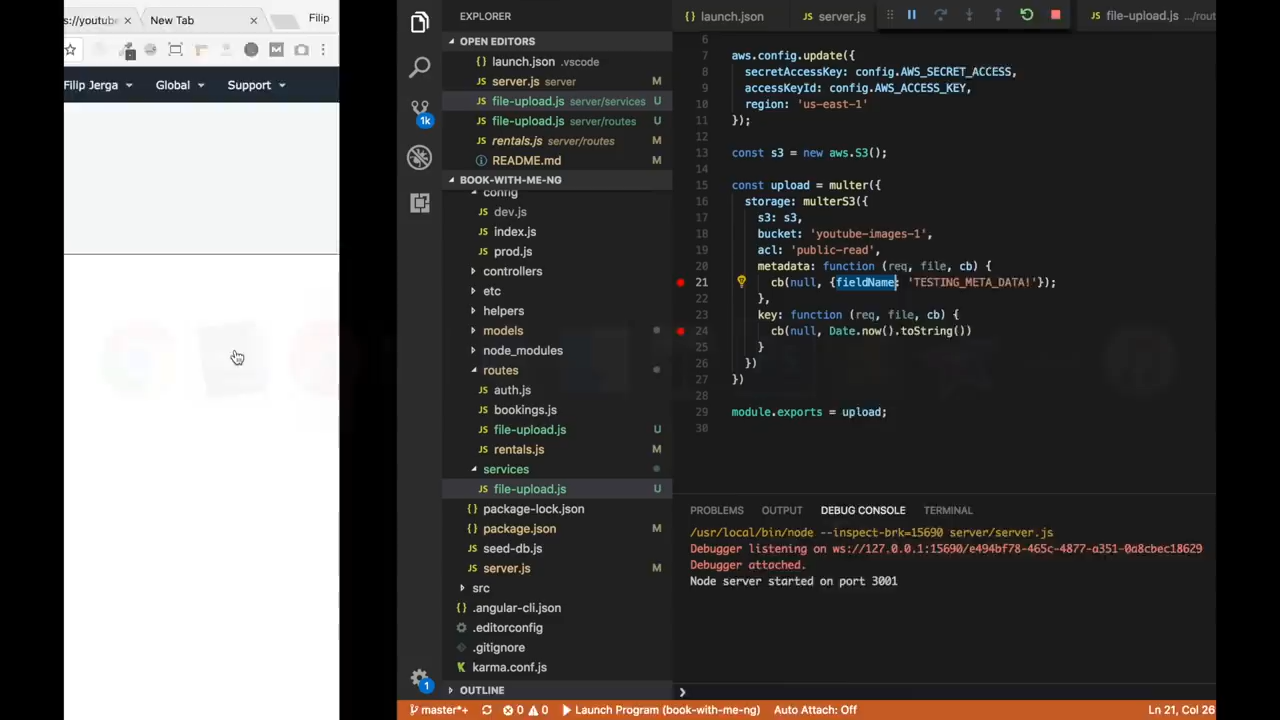 s://youtube
New Tab
Filip
Filip Jerga
Global
Support
EXPLORER
OPEN EDITORS
launch.json .vscode
server.js server M
file-upload.js server/services U
file-upload.js server/routes U
rentals.js server/routes M
README.md M
BOOK-WITH-ME-NG
config
dev.js
index.js
prod.js
controllers
etc
helpers
models
node_modules
routes
auth.js
bookings.js
file-upload.js U
rentals.js M
services
file-upload.js U
package-lock.json
package.json M
seed-db.js
server.js M
src
.angular-cli.json
.editorconfig
.gitignore
karma.conf.js
OUTLINE
1k
1
launch.json
server.js
file-upload.js .../rout
6
7 aws.config.update({
8 secretAccessKey: config.AWS_SECRET_ACCESS,
9 accessKeyId: config.AWS_ACCESS_KEY,
10 region: 'us-east-1'
11 });
12
13 const s3 = new aws.S3();
14
15 const upload = multer({
16 storage: multerS3({
17 s3: s3,
18 bucket: 'youtube-images-1',
19 acl: 'public-read',
20 metadata: function (req, file, cb) {
21 cb(null, {fieldName: 'TESTING_META_DATA!'});
22 },
23 key: function (req, file, cb) {
24 cb(null, Date.now().toString())
25 }
26 })
27 })
28
29 module.exports = upload;
30
PROBLEMS OUTPUT DEBUG CONSOLE TERMINAL
/usr/local/bin/node --inspect-brk=15690 server/server.js
Debugger listening on ws://127.0.0.1:15690/e494bf78-465c-4877-a351-0a8cbec18629
Debugger attached.
Node server started on port 3001
master*+ 0 0 Launch Program (book-with-me-ng) Auto Attach: Off Ln 21, Col 26